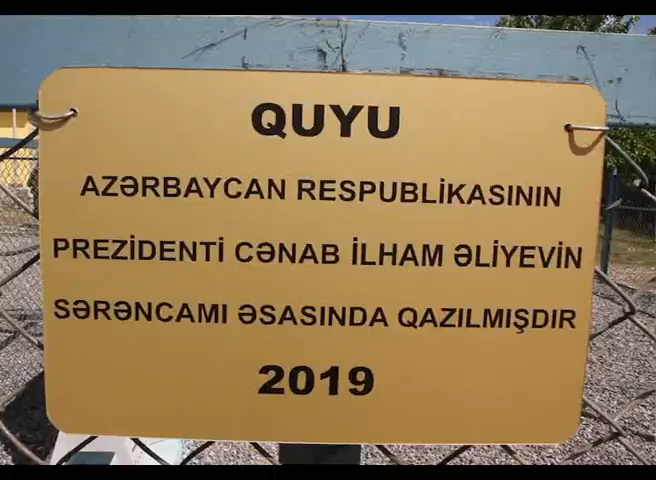 QUYU
AZƏRBAYCAN RESPUBLİKASININ
PREZİDENTİ CƏNAB İLHAM ƏLİYEVİN
SƏRƏNCAMI ƏSASINDA QAZILMIŞDIR
2019